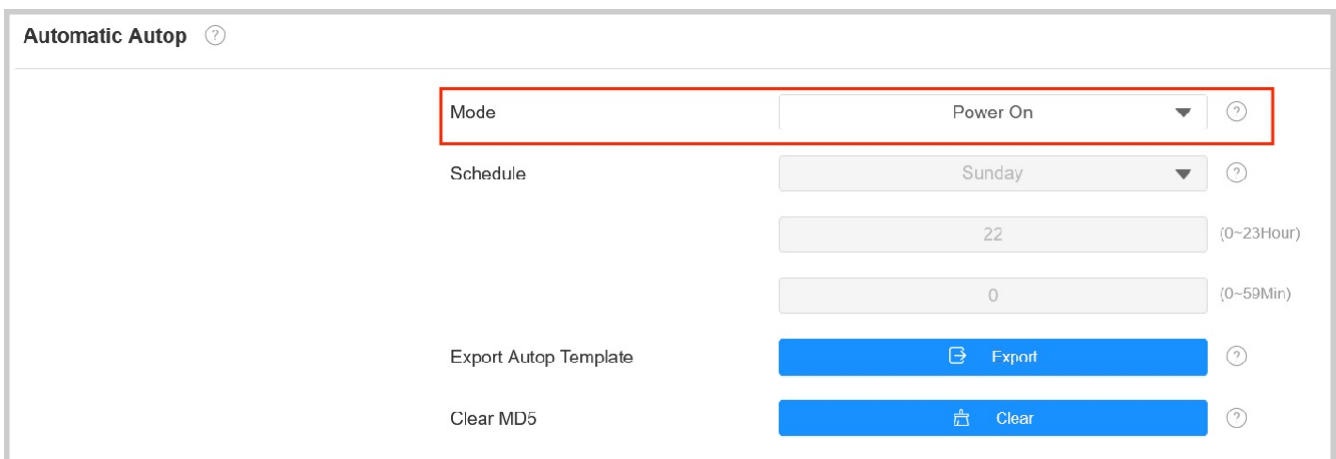 Automatic Autop ?
Mode Power On ?
Schedule Sunday ?
22 (0~23Hour)
0 (0~59Min)
Export Autop Template Export ?
Clear MD5 Clear ?